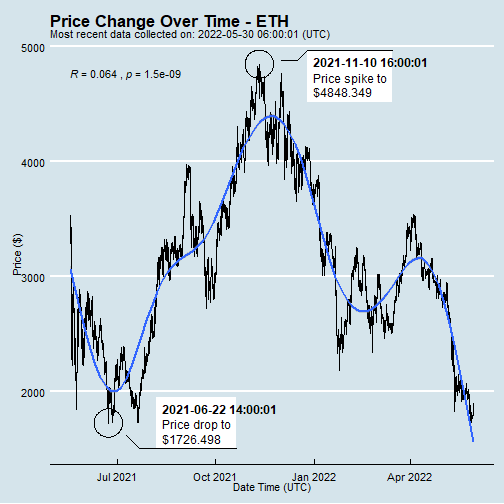 Price Change Over Time - ETH
Most recent data collected on: 2022-05-30 06:00:01 (UTC)
5000
R = 0.064 , p = 1.5e-09
2021-11-10 16:00:01
Price spike to
$4848.349
4000
3000
Price ($)
2000
2021-06-22 14:00:01
Price drop to
$1726.498
Jul 2021
Oct 2021
Jan 2022
Apr 2022
Date Time (UTC)